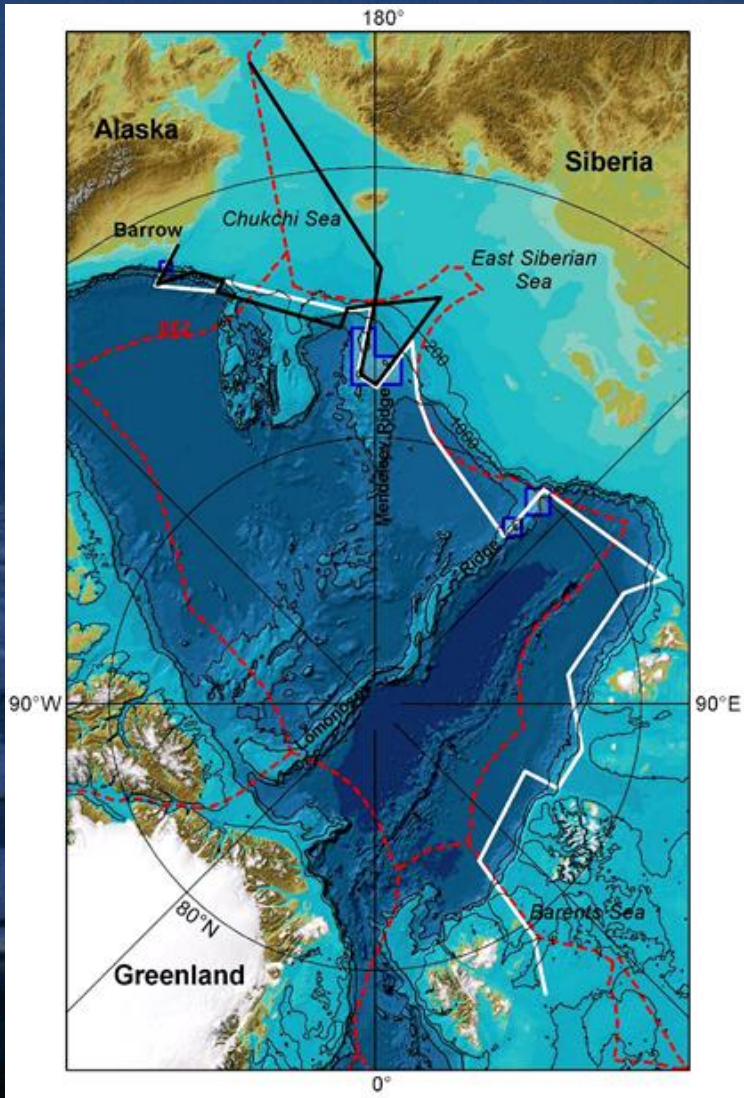 180°
Alaska
Siberia
Chukchi Sea
Barrow
East Siberian
Sea
EEZ
200
1000
Mendeleev Ridge
Ridge
90°W
90°E
Lomonosov
80°N
Barents Sea
Greenland
0°